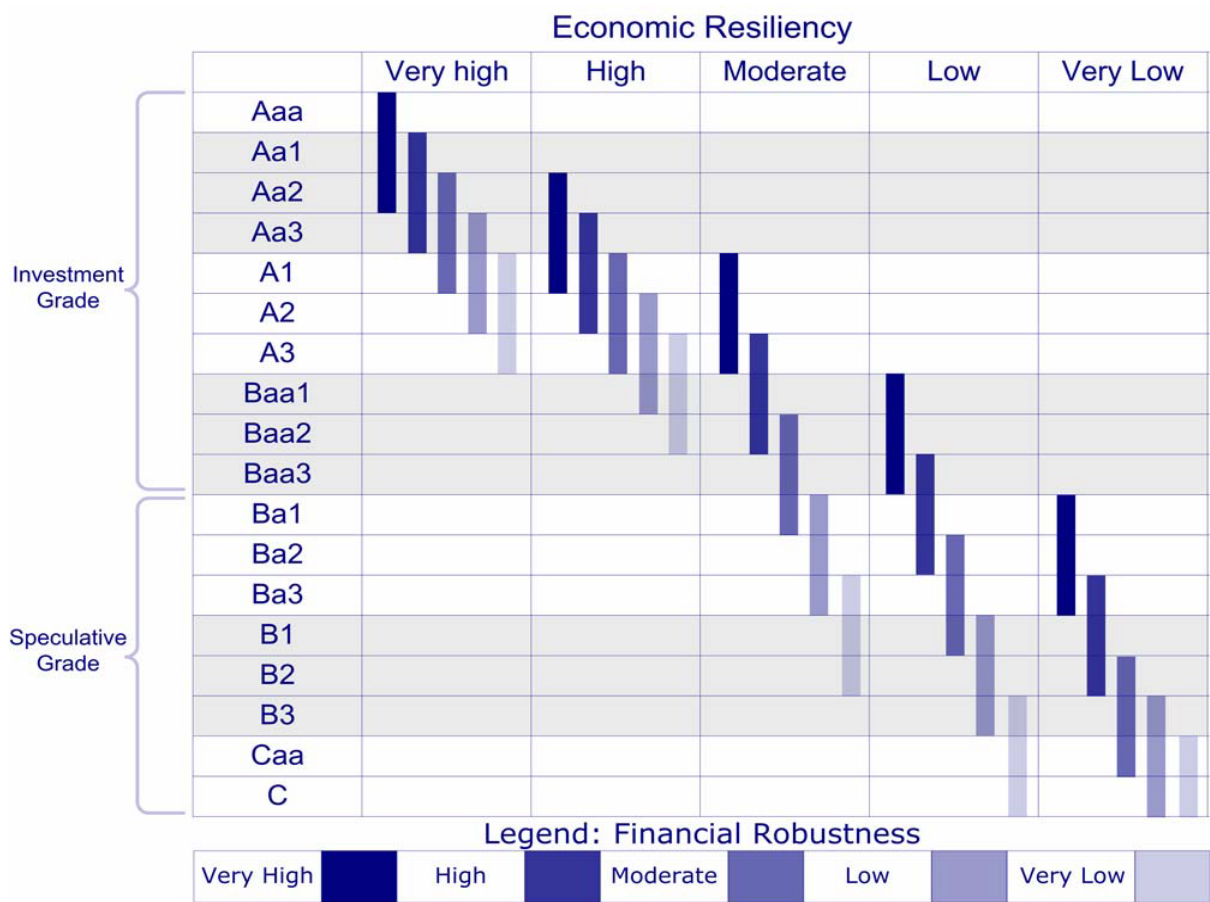 Economic Resiliency
Very high High Moderate Low Very Low
Aaa
Aa1
Aa2
Aa3
Investment
Grade
A1
A2
A3
Baa1
Baa2
Baa3
Ba1
Ba2
Ba3
Speculative
Grade
B1
B2
B3
Caa
C
Legend: Financial Robustness
Very High High Moderate Low Very Low